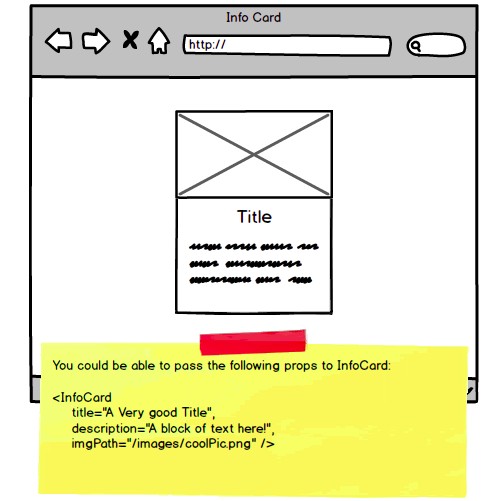 Info Card
http://
Title
You could be able to pass the following props to InfoCard:
<InfoCard
title="A Very good Title",
description="A block of text here!",
imgPath="/images/coolPic.png" />